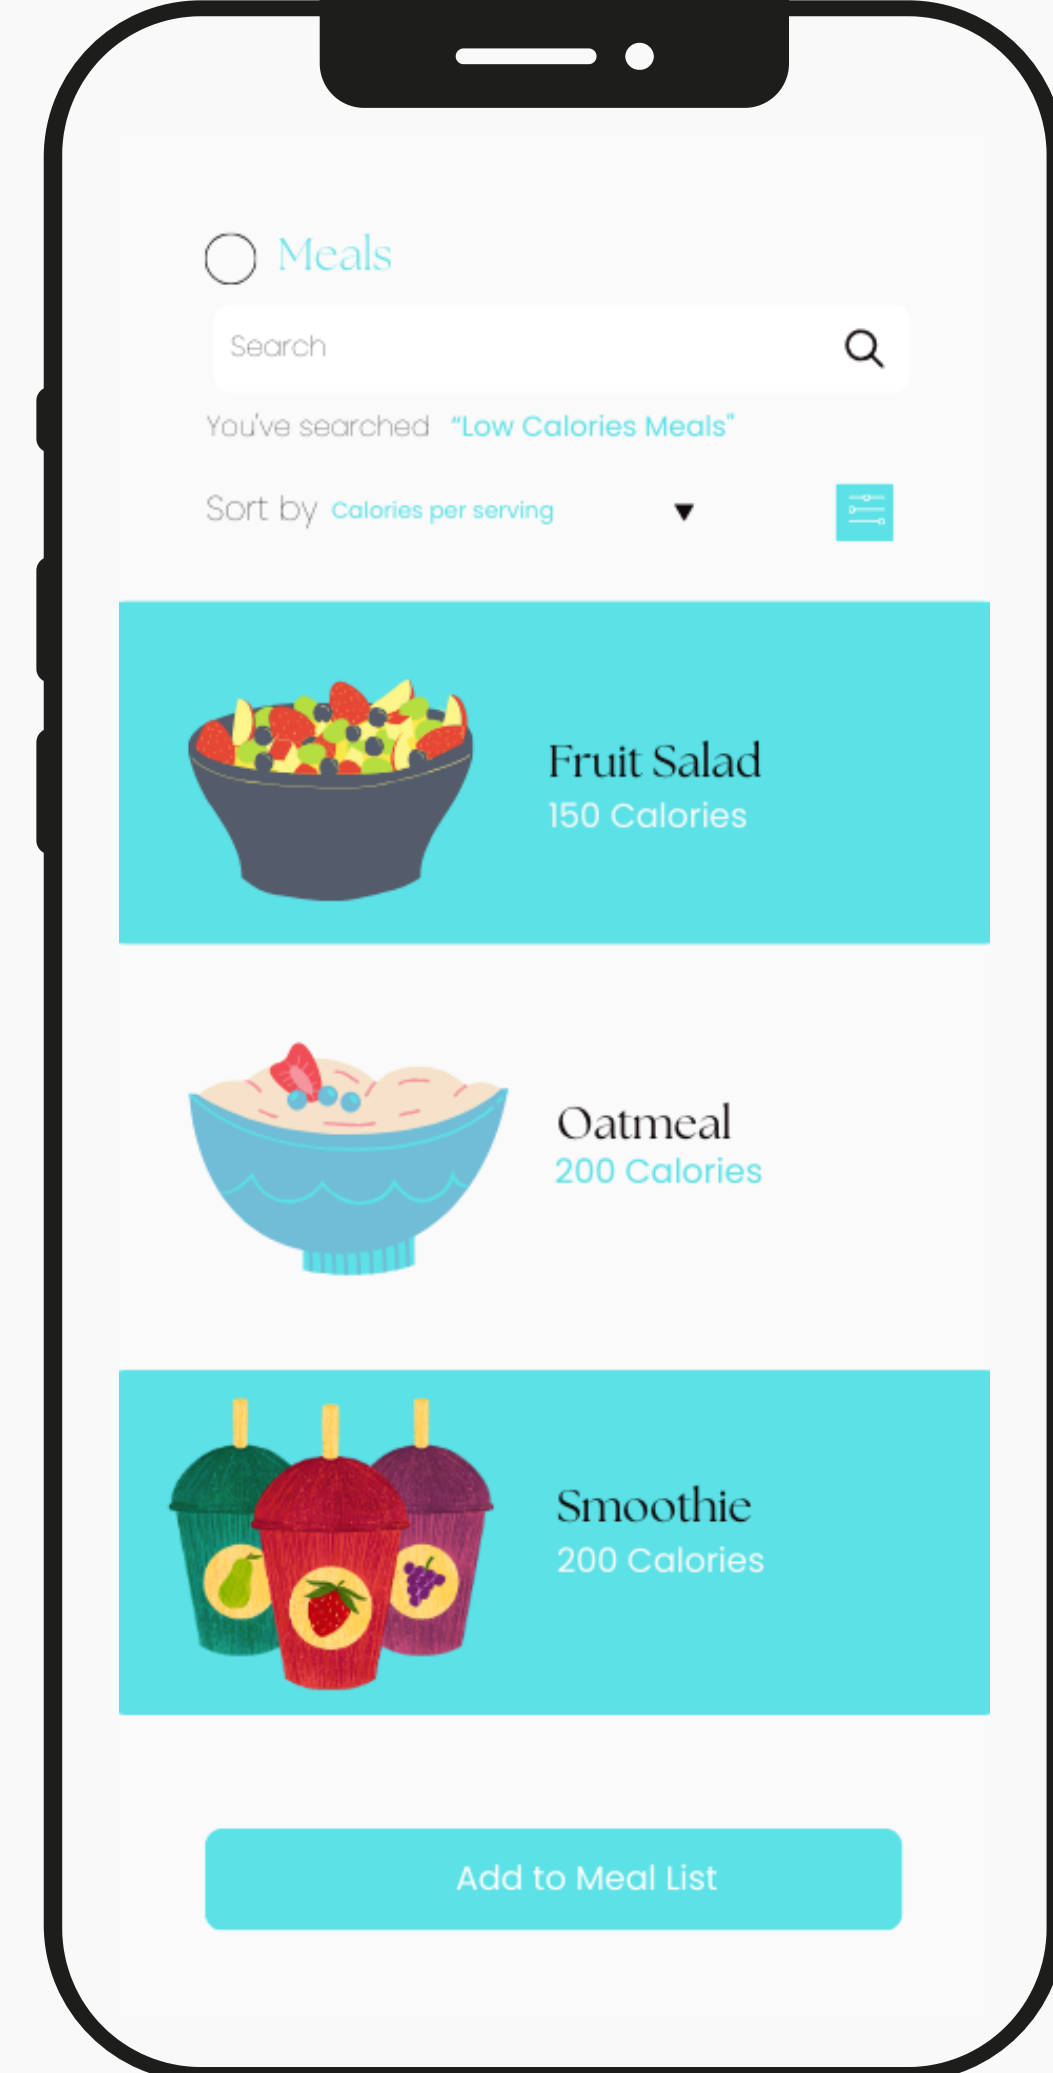 Meals
Search
You've searched “Low Calories Meals"
Sort by Calories per serving
Fruit Salad
150 Calories
Oatmeal
200 Calories
Smoothie
200 Calories
Add to Meal List